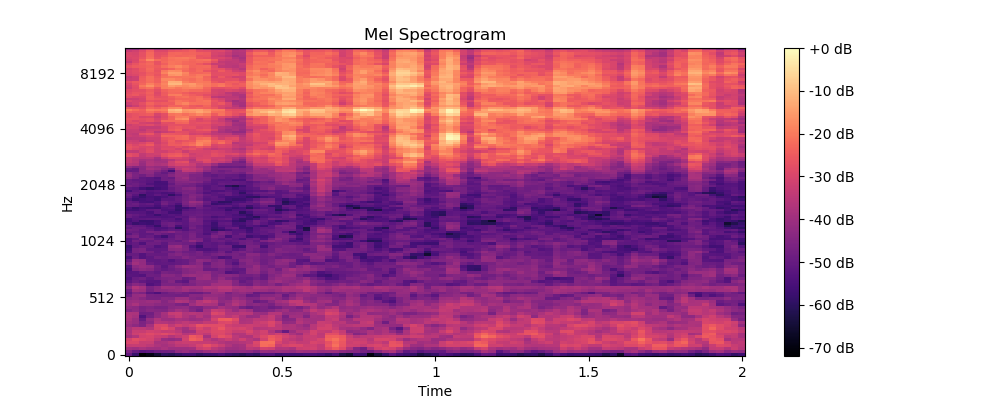 Mel Spectrogram
Hz
8192
4096
2048
1024
512
0
0
0.5
1
1.5
2
Time
+0 dB
-10 dB
-20 dB
-30 dB
-40 dB
-50 dB
-60 dB
-70 dB